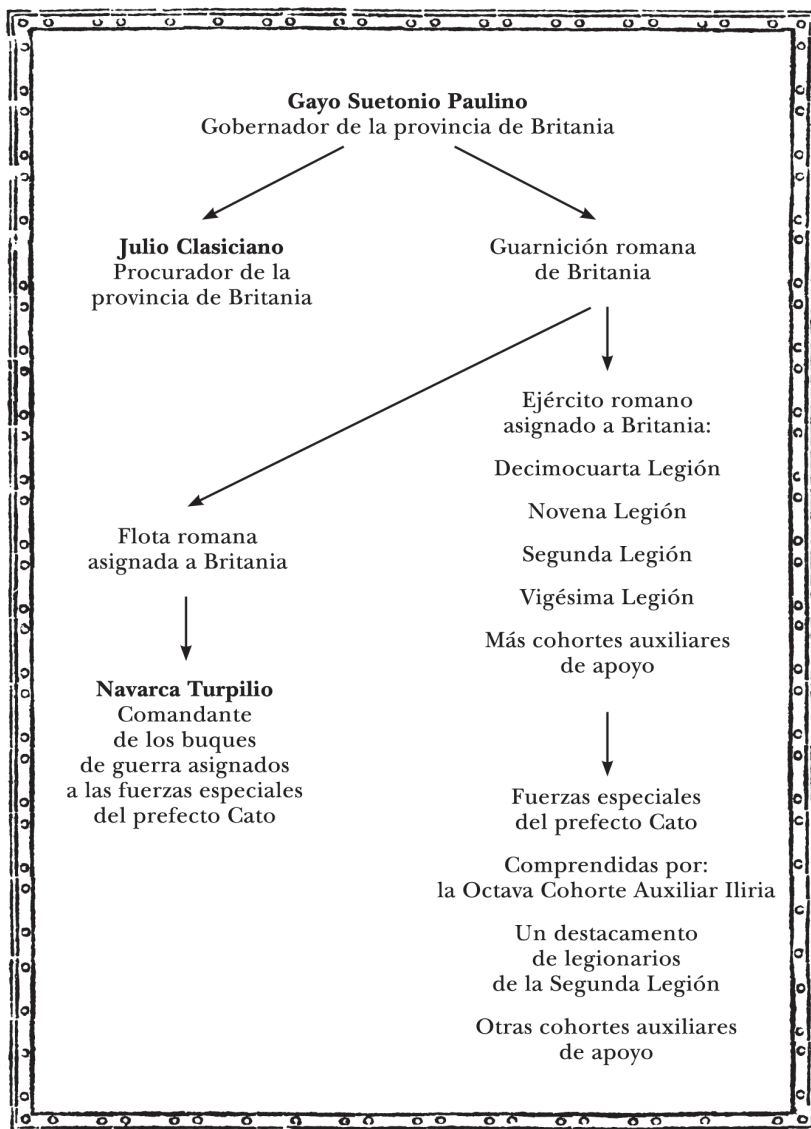 Gayo Suetonio Paulino
Gobernador de la provincia de Britania
Julio Clasiciano
Procurador de la
provincia de Britania
Guarnición romana
de Britania
Ejército romano
asignado a Britania:
Decimocuarta Legión
Novena Legión
Segunda Legión
Vigésima Legión
Más cohortes auxiliares
de apoyo
Flota romana
asignada a Britania
Navarca Turpilio
Comandante
de los buques
de guerra asignados
a las fuerzas especiales
del prefecto Cato
Fuerzas especiales
del prefecto Cato
Comprendidas por:
la Octava Cohorte Auxiliar Iliria
Un destacamento
de legionarios
de la Segunda Legión
Otras cohortes auxiliares
de apoyo